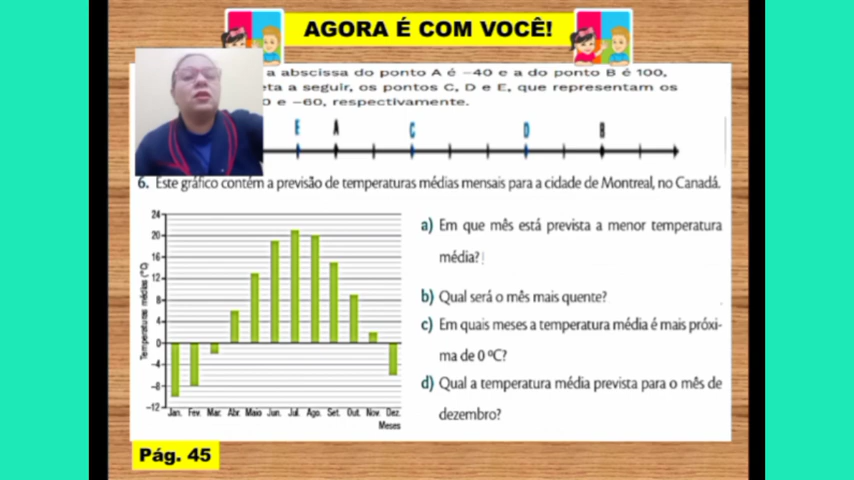 AGORA É COM VOCÊ!
a abscissa do ponto A é −40 e a do ponto B é 100,
eta a seguir, os pontos C, D e E, que representam os
0 e −60, respectivamente.
E A C D B
6. Este gráfico contém a previsão de temperaturas médias mensais para a cidade de Montreal, no Canadá.
Temperaturas médias (°C)
24
20
16
12
8
4
0
−4
−8
−12
Jan. Fev. Mar. Abr. Maio Jun. Jul. Ago. Set. Out. Nov. Dez.
Meses
a) Em que mês está prevista a menor temperatura
média?
b) Qual será o mês mais quente?
c) Em quais meses a temperatura média é mais próxi-
ma de 0 ºC?
d) Qual a temperatura média prevista para o mês de
dezembro?
Pág. 45